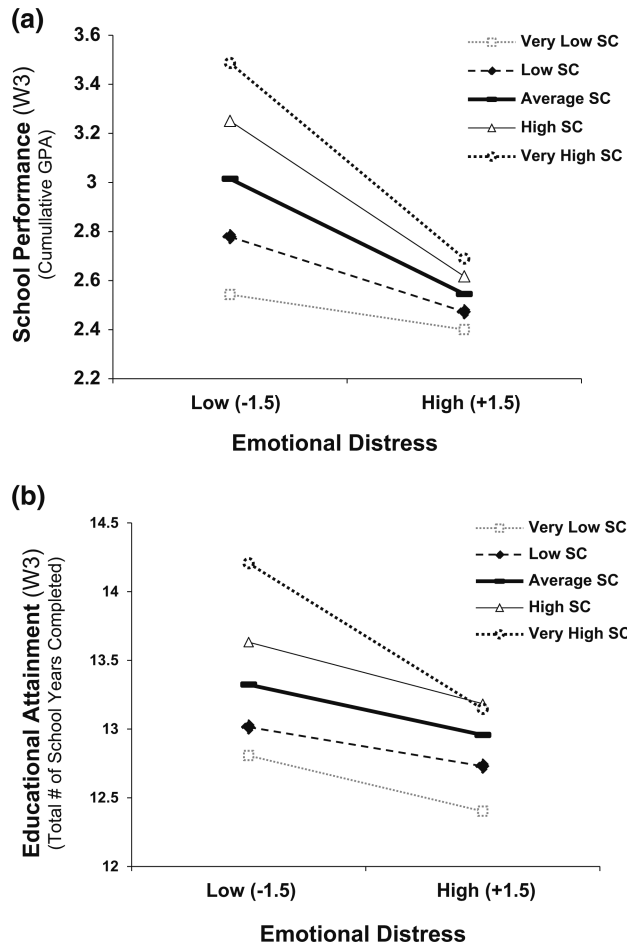 (a)
3.6
3.4
3.2
3
2.8
2.6
2.4
2.2
School Performance (W3)
(Cumullative GPA)
Very Low SC
Low SC
Average SC
High SC
Very High SC
Low (-1.5)
High (+1.5)
Emotional Distress
(b)
14.5
14
13.5
13
12.5
12
Educational Attainment (W3)
(Total # of School Years Completed)
Very Low SC
Low SC
Average SC
High SC
Very High SC
Low (-1.5)
High (+1.5)
Emotional Distress